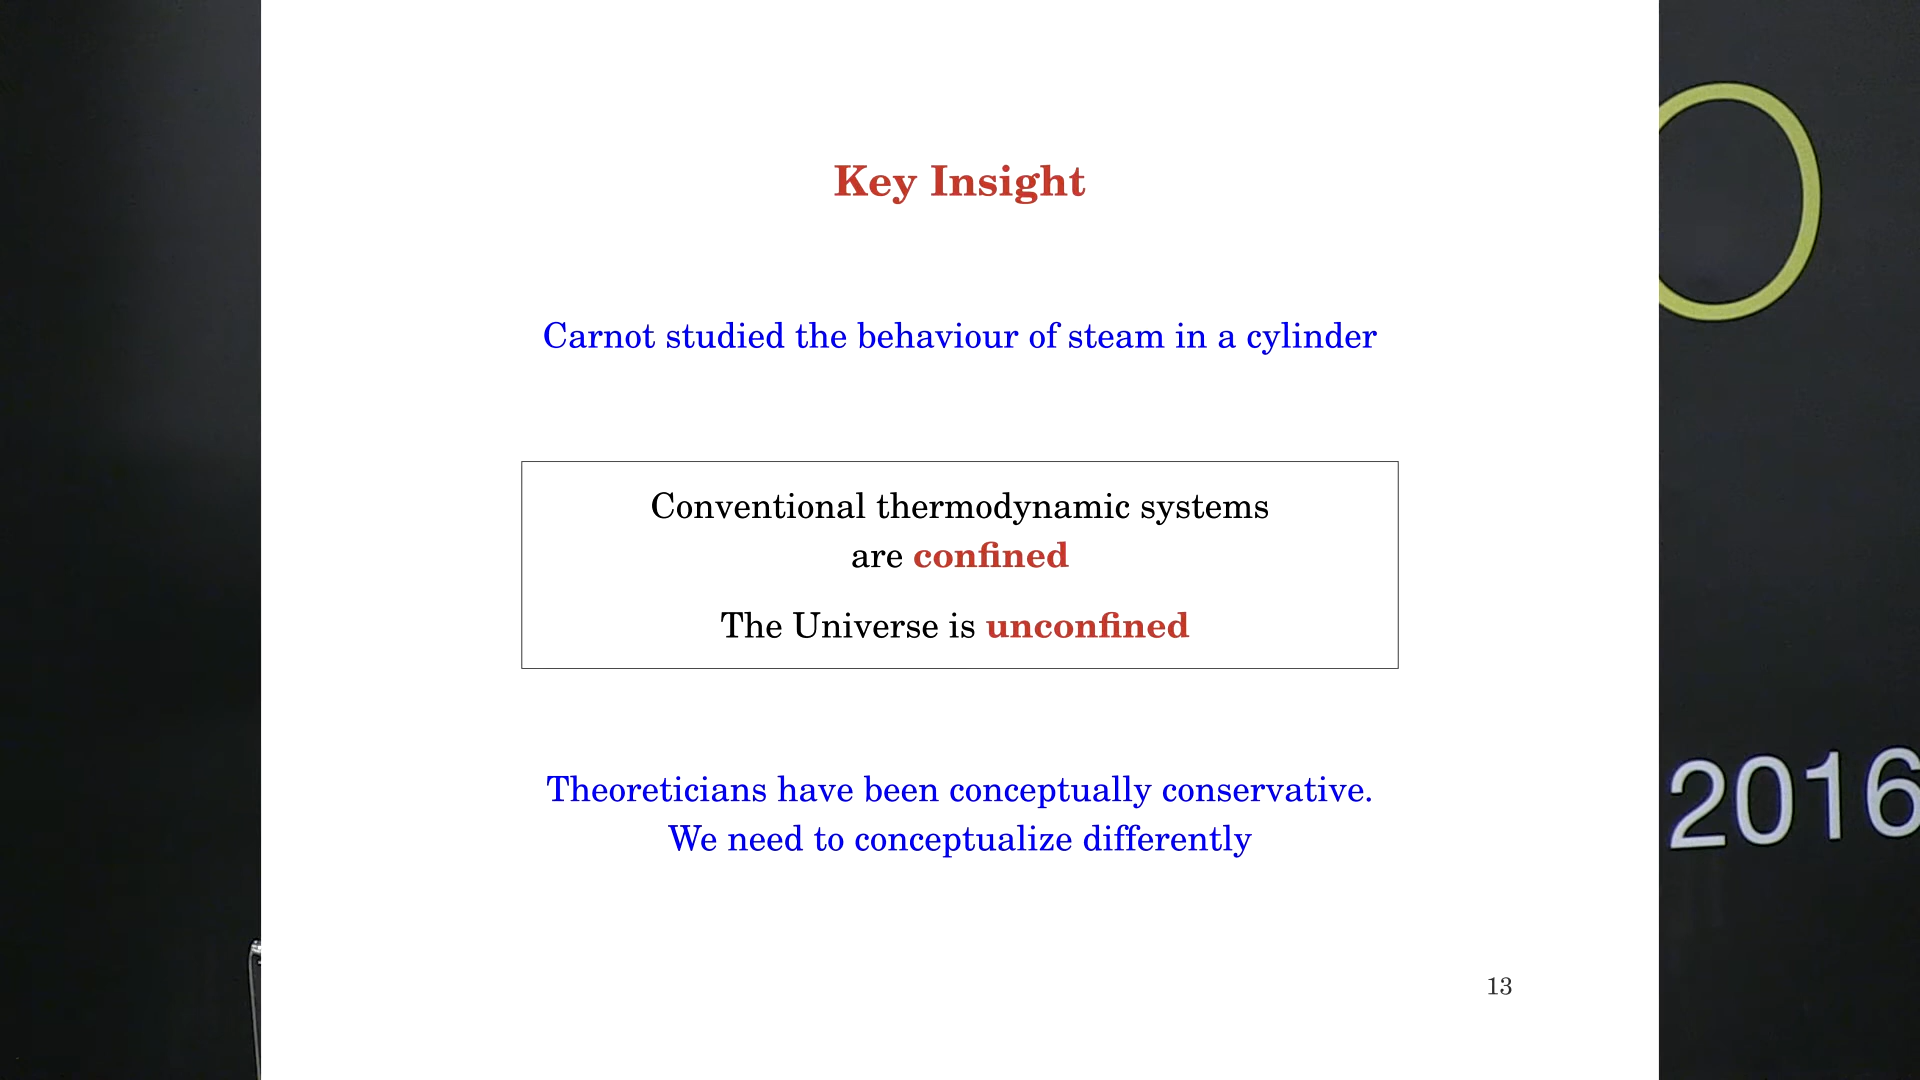 Key Insight
Carnot studied the behaviour of steam in a cylinder
Conventional thermodynamic systems
are confined
The Universe is unconfined
Theoreticians have been conceptually conservative.
We need to conceptualize differently
13
2016